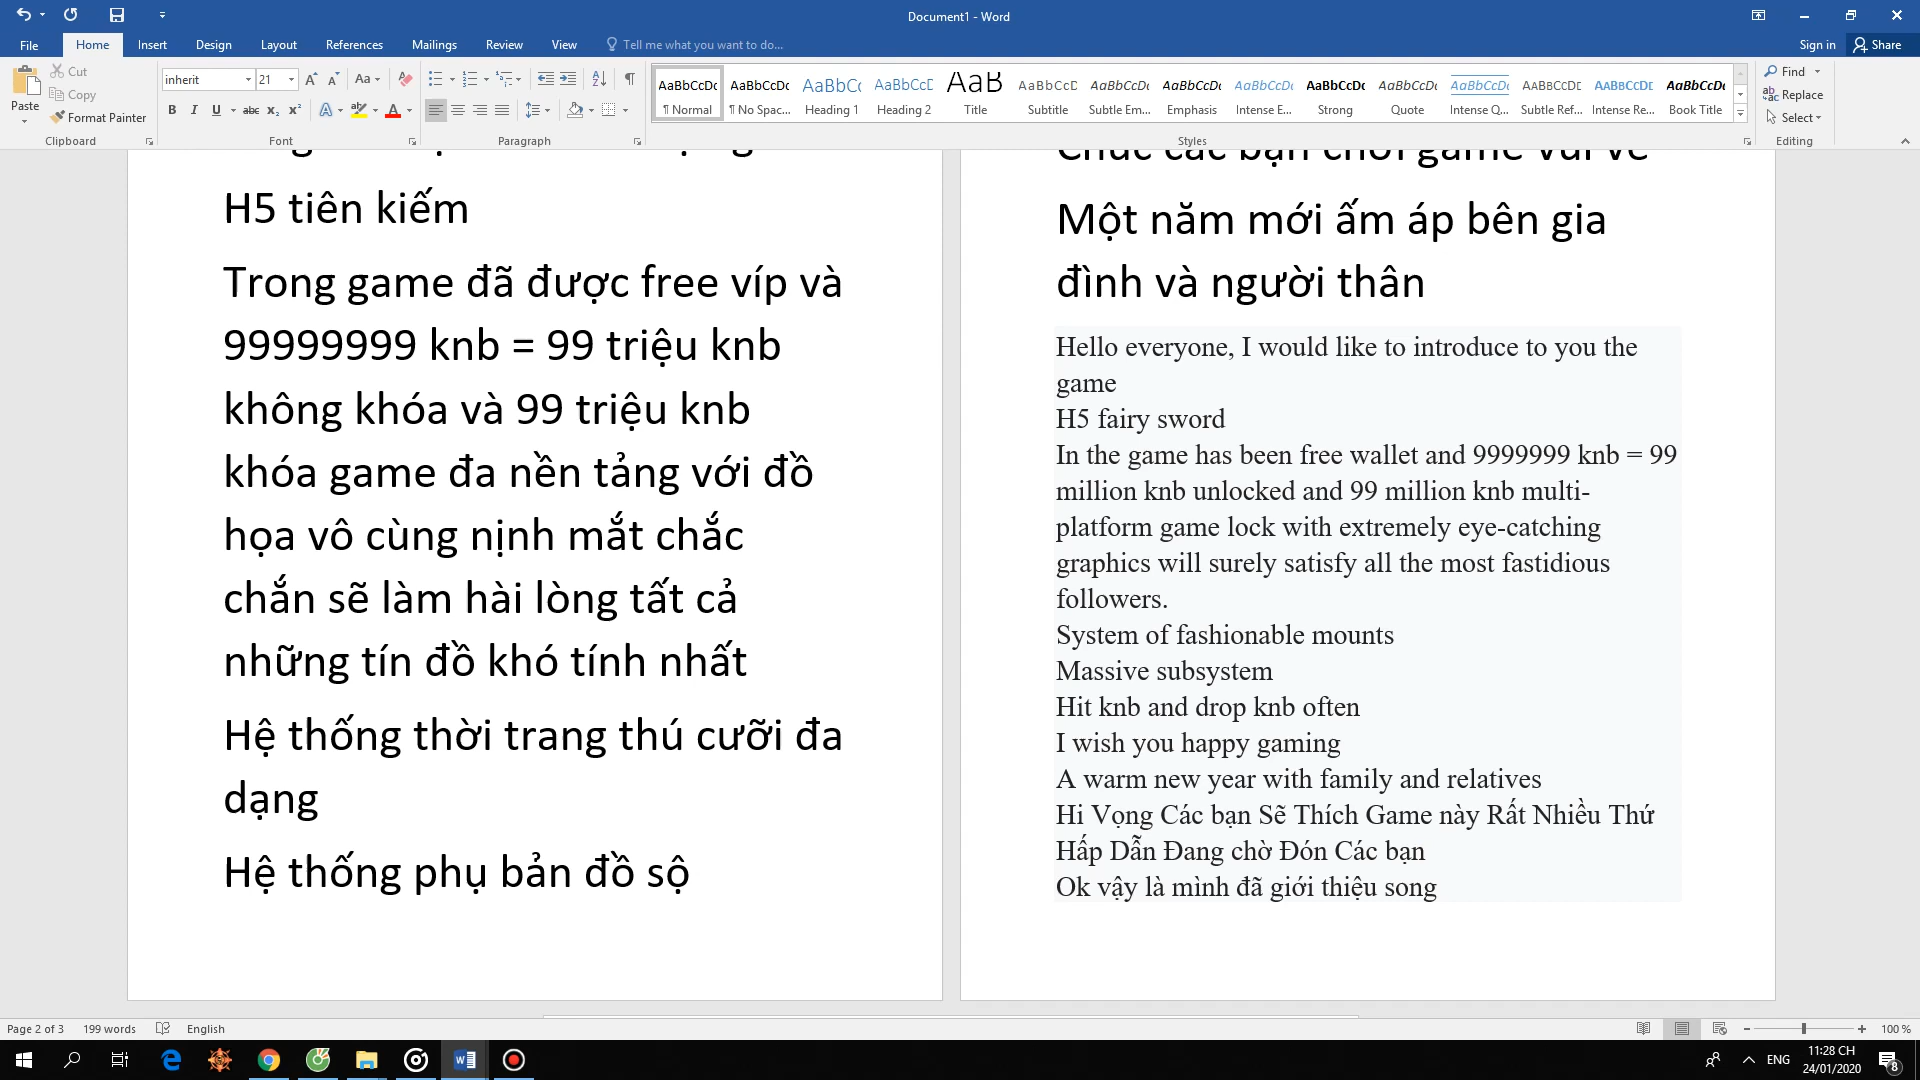 Document1 - Word
File Home Insert Design Layout References Mailings Review View Tell me what you want to do... Sign in Share
Paste Cut Copy Format Painter
inherit 21
AaBbCcDc AaBbCcDc AaBbCc AaBbCcD AaB AaBbCcD AaBbCcDc AaBbCcDc AaBbCcDc AaBbCcDc AaBbCcDc AaBbCcDc AABBCCDD AABBCCDE AaBbCcDc
¶ Normal ¶ No Spac... Heading 1 Heading 2 Title Subtitle Subtle Em... Emphasis Intense E... Strong Quote Intense Q... Subtle Ref... Intense Re... Book Title
Find
Replace
Select
Clipboard Font Paragraph Styles Editing
H5 tiên kiếm
Trong game đã được free víp và
99999999 knb = 99 triệu knb
không khóa và 99 triệu knb
khóa game đa nền tảng với đồ
họa vô cùng nịnh mắt chắc
chắn sẽ làm hài lòng tất cả
những tín đồ khó tính nhất
Hệ thống thời trang thú cưỡi đa
dạng
Hệ thống phụ bản đồ sộ
Chúc các bạn chơi game vui vẻ
Một năm mới ấm áp bên gia
đình và người thân
Hello everyone, I would like to introduce to you the
game
H5 fairy sword
In the game has been free wallet and 9999999 knb = 99
million knb unlocked and 99 million knb multi-
platform game lock with extremely eye-catching
graphics will surely satisfy all the most fastidious
followers.
System of fashionable mounts
Massive subsystem
Hit knb and drop knb often
I wish you happy gaming
A warm new year with family and relatives
Hi Vọng Các bạn Sẽ Thích Game này Rất Nhiều Thứ
Hấp Dẫn Đang chờ Đón Các bạn
Ok vậy là mình đã giới thiệu song
Page 2 of 3 199 words English 100 %
ENG 11:28 CH
24/01/2020 8